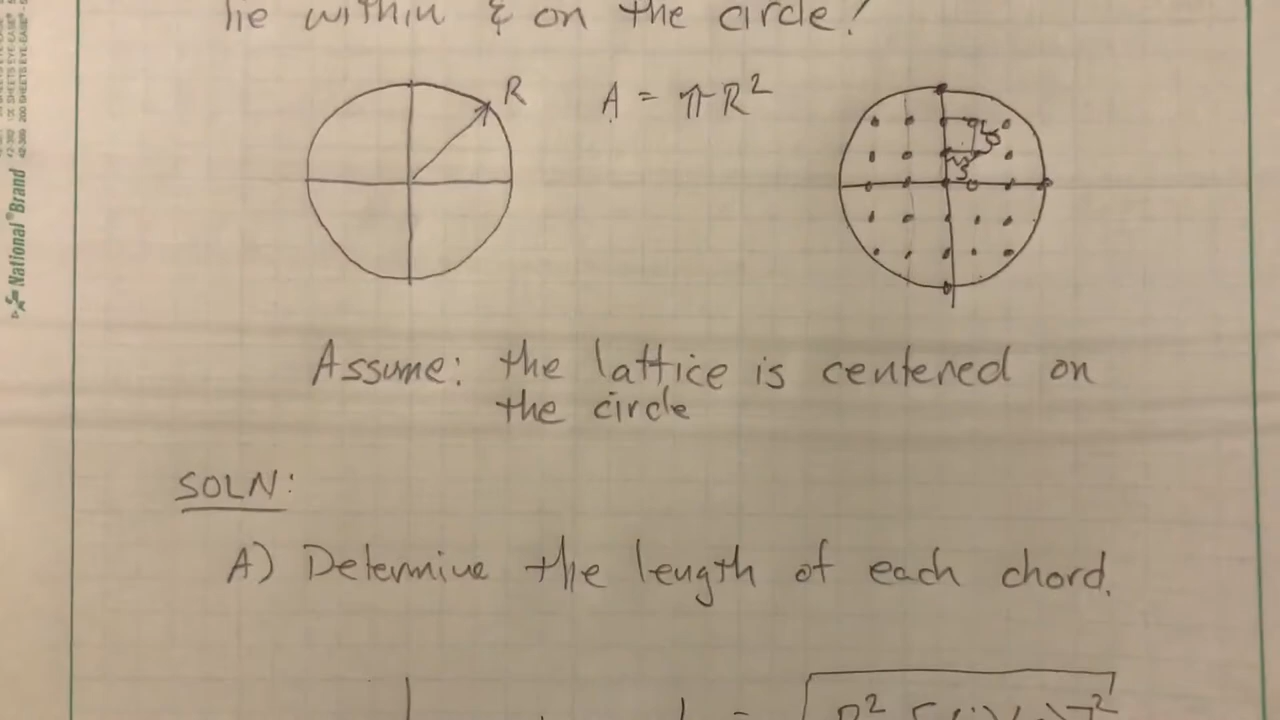 lie within & on the circle?
R
A = πR²
b
Assume: the lattice is centered on
the circle
SOLN:
A) Determine the length of each chord.
National® Brand